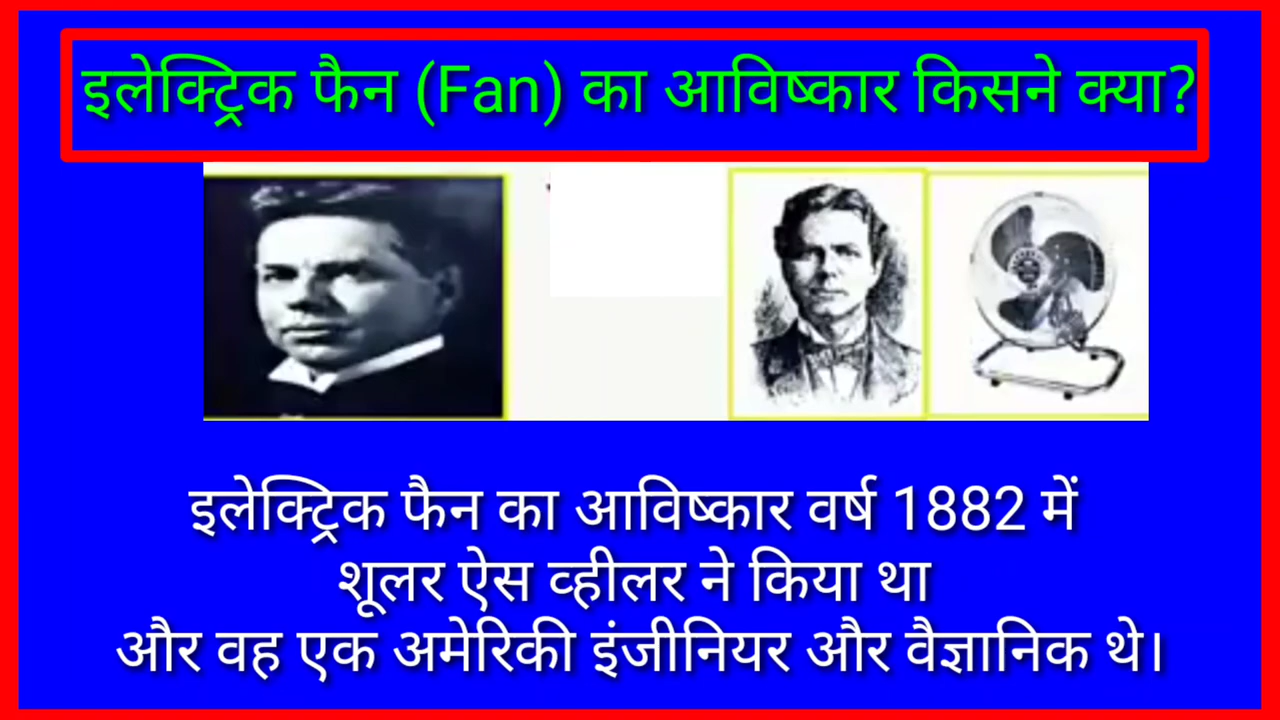 इलेक्ट्रिक फैन (Fan) का आविष्कार किसने क्या?
इलेक्ट्रिक फैन का आविष्कार वर्ष 1882 में
शूलर ऐस व्हीलर ने किया था
और वह एक अमेरिकी इंजीनियर और वैज्ञानिक थे।